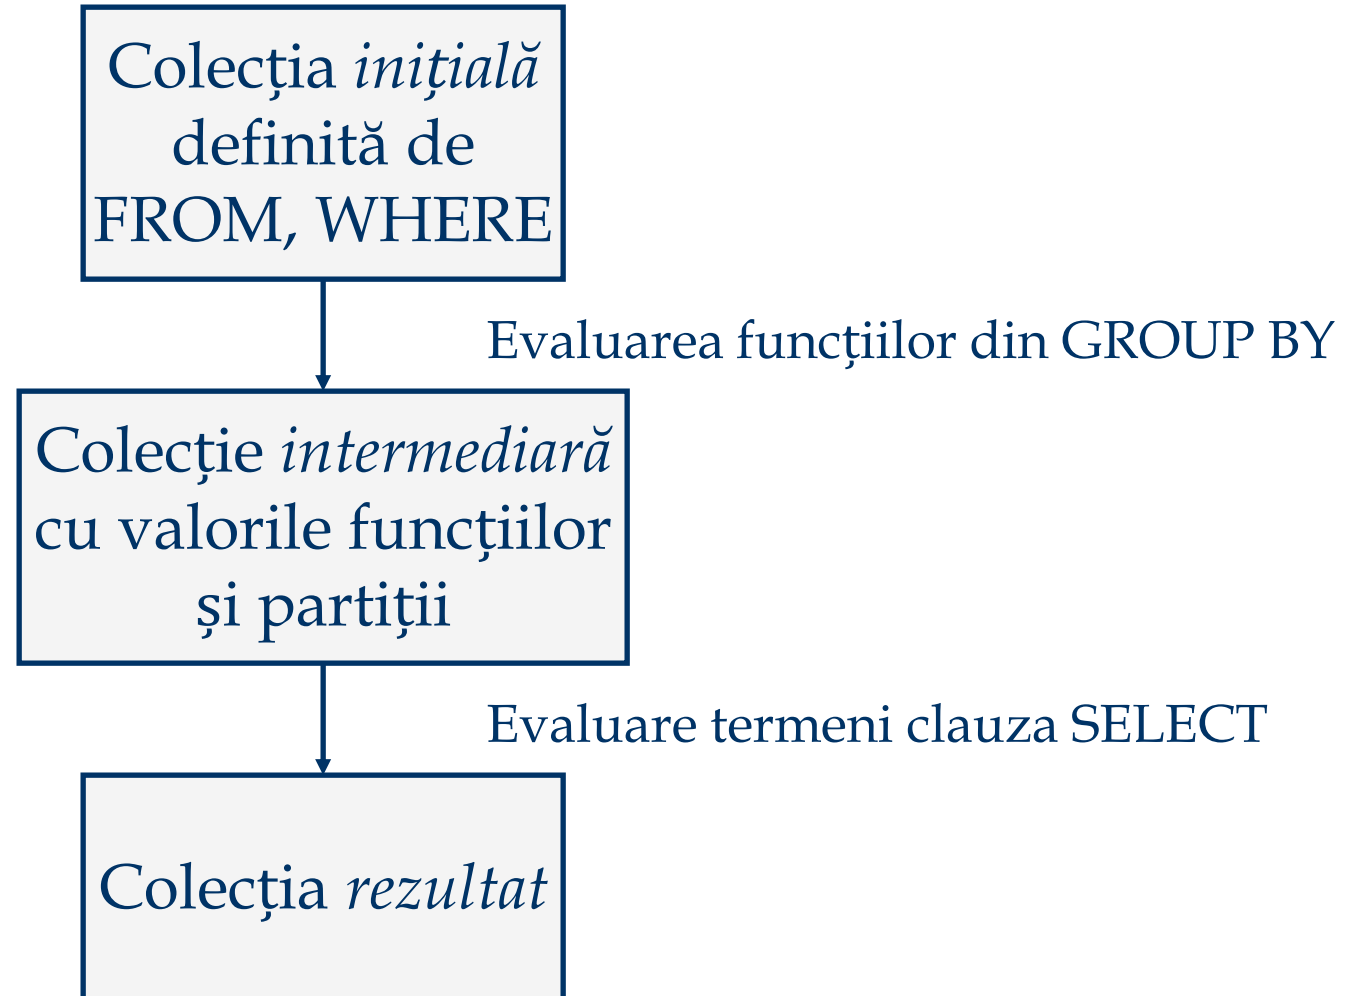 Colecția inițială
definită de
FROM, WHERE
Evaluarea funcțiilor din GROUP BY
Colecție intermediară
cu valorile funcțiilor
și partiții
Evaluare termeni clauza SELECT
Colecția rezultat